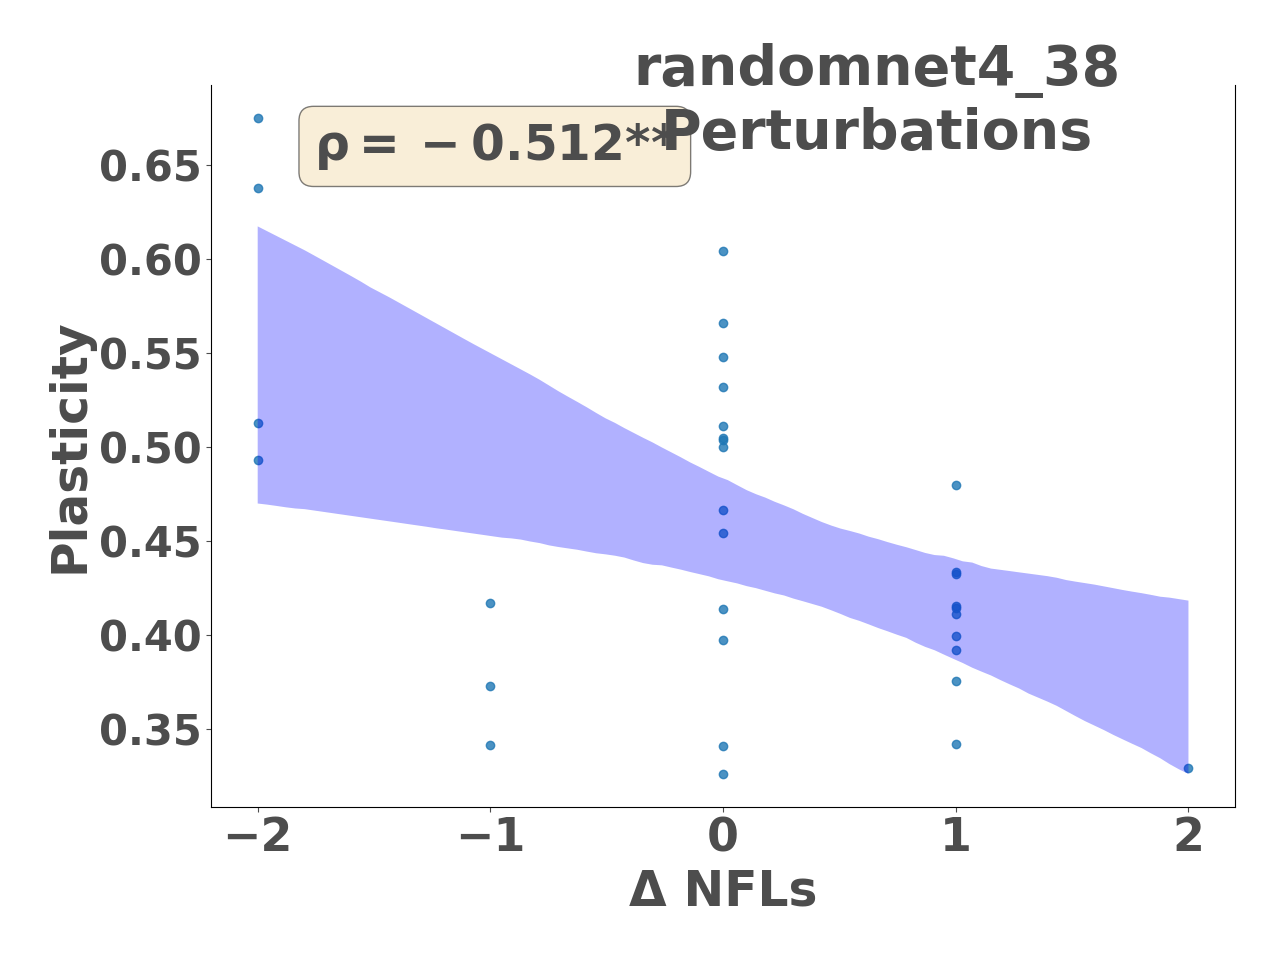 randomnet4_38
Perturbations
ρ = − 0.512**
0.65
0.60
0.55
0.50
0.45
0.40
0.35
Plasticity
−2 −1 0 1 2
Δ NFLs